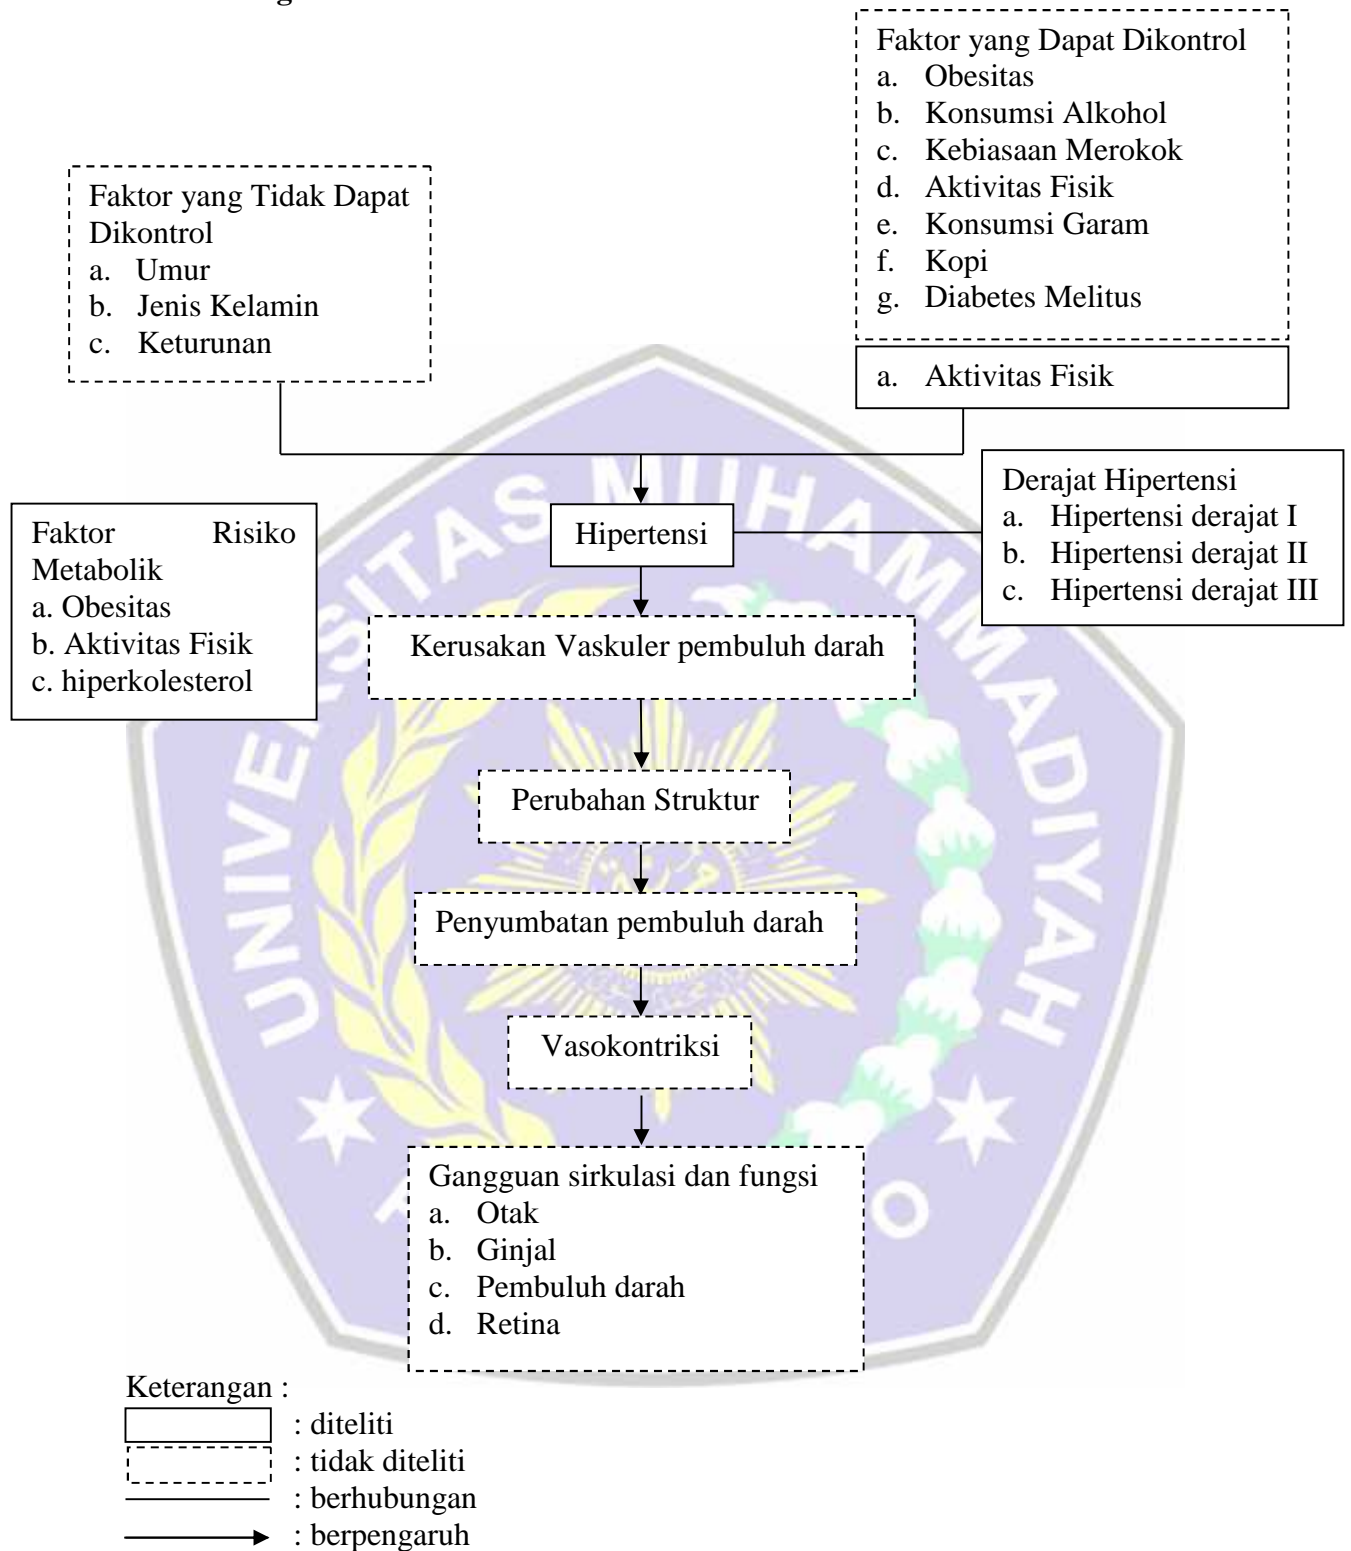 Faktor yang Dapat Dikontrol
a. Obesitas
b. Konsumsi Alkohol
c. Kebiasaan Merokok
d. Aktivitas Fisik
e. Konsumsi Garam
f. Kopi
g. Diabetes Melitus
a. Aktivitas Fisik
Faktor yang Tidak Dapat
Dikontrol
a. Umur
b. Jenis Kelamin
c. Keturunan
UNIVERSITAS MUHAMMADIYAH
Derajat Hipertensi
a. Hipertensi derajat I
b. Hipertensi derajat II
c. Hipertensi derajat III
Hipertensi
Faktor Risiko
Metabolik
a. Obesitas
b. Aktivitas Fisik
c. hiperkolesterol
Kerusakan Vaskuler pembuluh darah
Perubahan Struktur
Penyumbatan pembuluh darah
Vasokontriksi
Gangguan sirkulasi dan fungsi
a. Otak
b. Ginjal
c. Pembuluh darah
d. Retina
Keterangan :
: diteliti
: tidak diteliti
: berhubungan
: berpengaruh